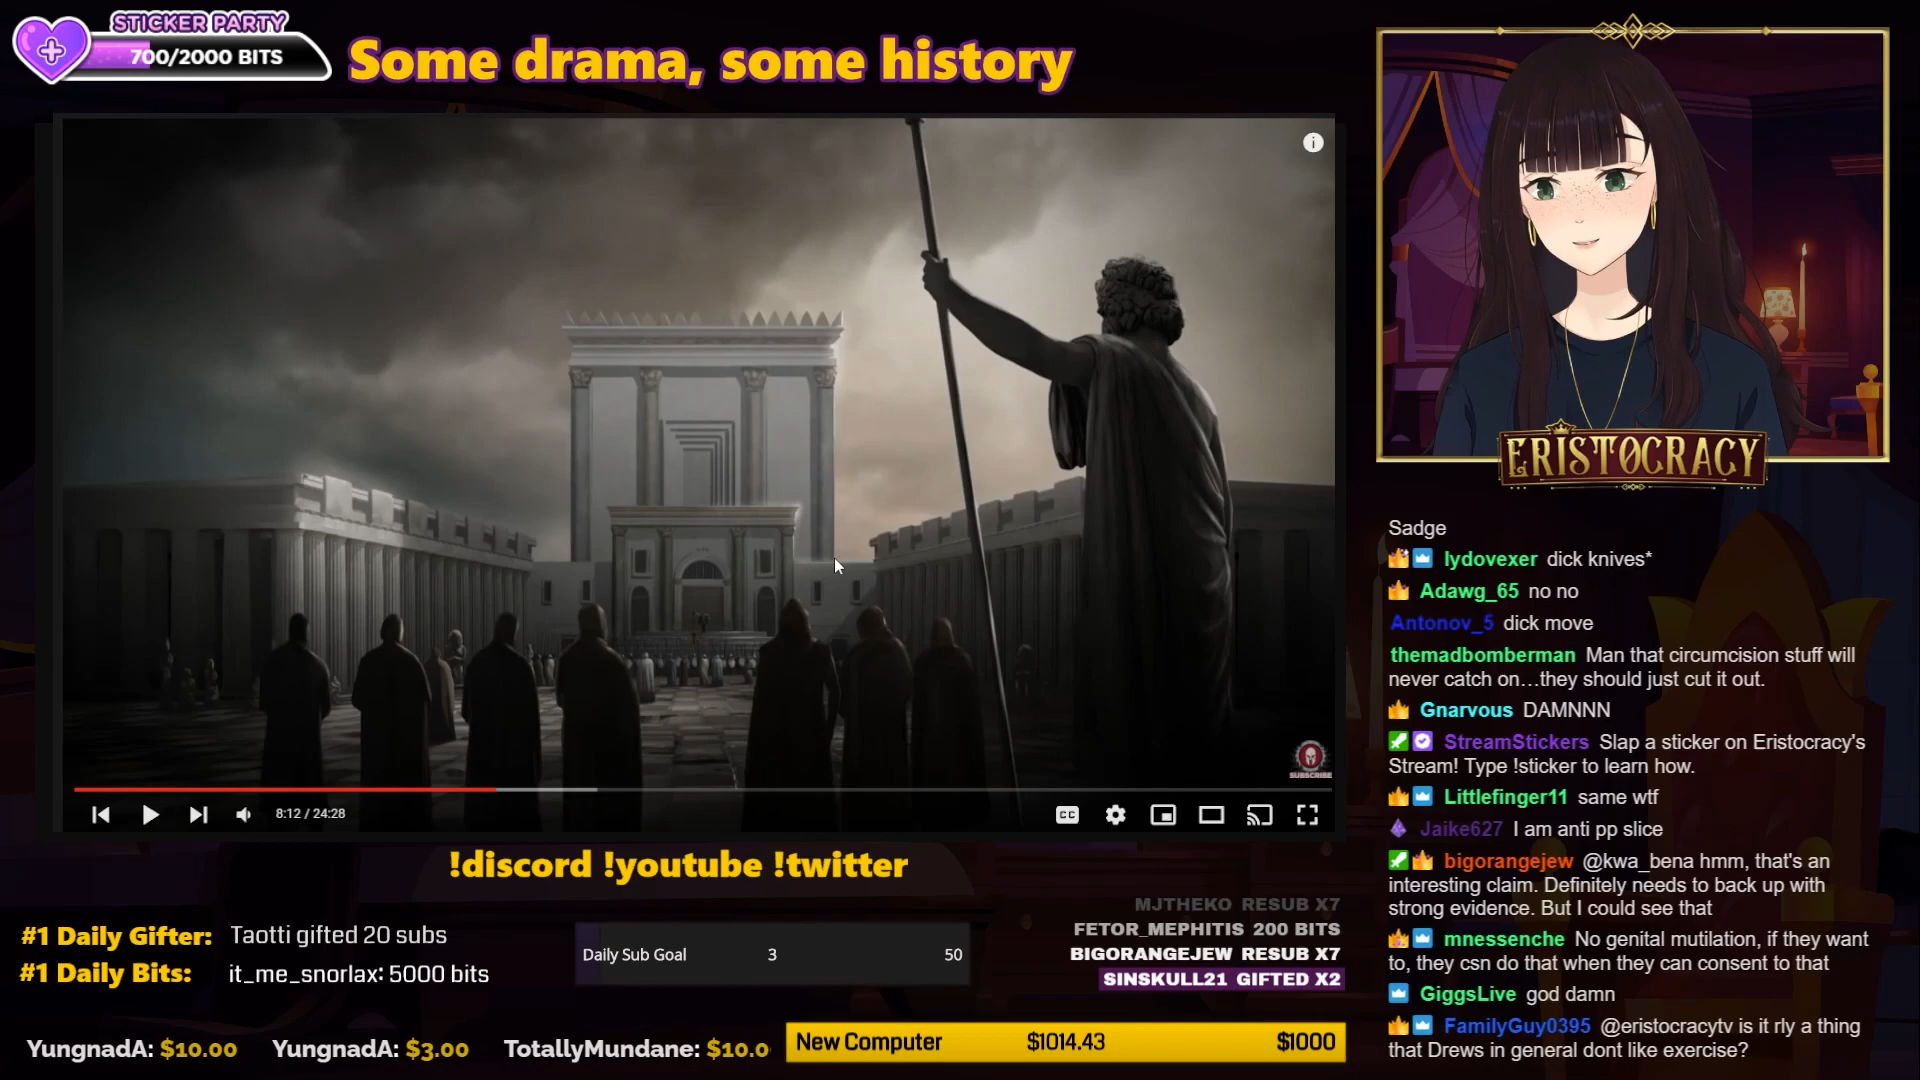 STICKER PARTY
700/2000 BITS
Some drama, some history
i
SUBSCRIBE
8:12 / 24:28
CC
!discord !youtube !twitter
#1 Daily Gifter: Taotti gifted 20 subs
#1 Daily Bits: it_me_snorlax: 5000 bits
Daily Sub Goal 3 50
MJTHEKO RESUB X7
FETOR_MEPHITIS 200 BITS
BIGORANGEJEW RESUB X7
SINSKULL21 GIFTED X2
YungnadA: $10.00 YungnadA: $3.00 TotallyMundane: $10.0
New Computer $1014.43 $1000
ERISTOCRACY
Sadge
lydovexer dick knives*
Adawg_65 no no
Antonov_5 dick move
themadbomberman Man that circumcision stuff will
never catch on...they should just cut it out.
Gnarvous DAMNNN
StreamStickers Slap a sticker on Eristocracy's
Stream! Type !sticker to learn how.
Littlefinger11 same wtf
Jaike627 I am anti pp slice
bigorangejew @kwa_bena hmm, that's an
interesting claim. Definitely needs to back up with
strong evidence. But I could see that
mnessenche No genital mutilation, if they want
to, they csn do that when they can consent to that
GiggsLive god damn
FamilyGuy0395 @eristocracytv is it rly a thing
that Drews in general dont like exercise?